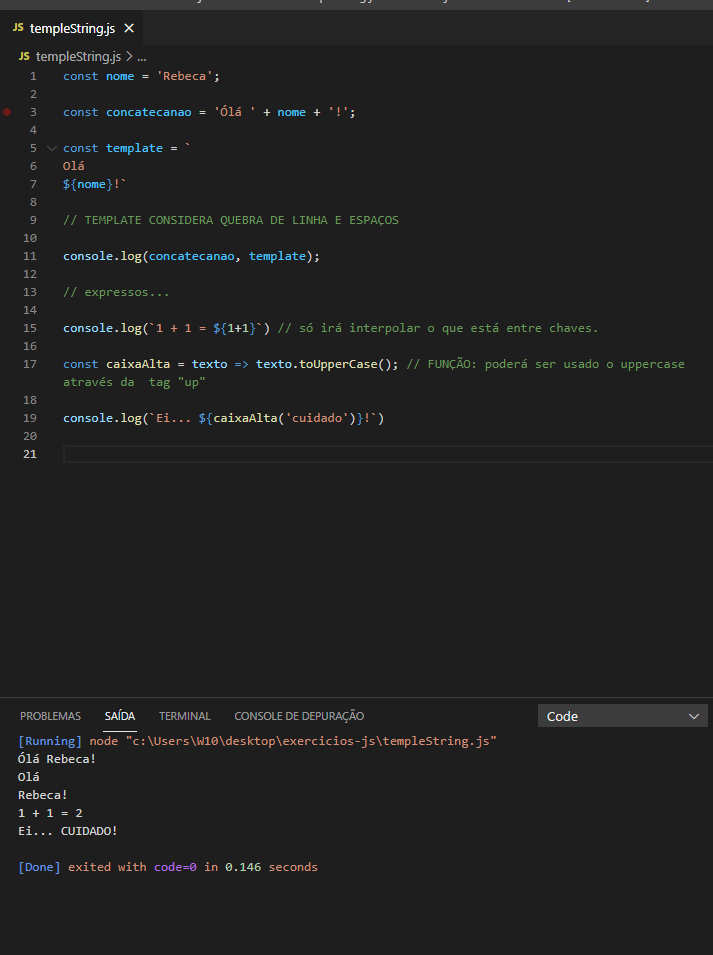 JS templeString.js ×
JS templeString.js > ...
1 const nome = 'Rebeca';
2
3 const concatecanao = 'Ólá ' + nome + '!';
4
5 const template = `
6 Olá
7 ${nome}!`
8
9 // TEMPLATE CONSIDERA QUEBRA DE LINHA E ESPAÇOS
10
11 console.log(concatecanao, template);
12
13 // expressos...
14
15 console.log(`1 + 1 = ${1+1}`) // só irá interpolar o que está entre chaves.
16
17 const caixaAlta = texto => texto.toUpperCase(); // FUNÇÃO: poderá ser usado o uppercase
através da  tag "up"
18
19 console.log(`Ei... ${caixaAlta('cuidado')}!`)
20
21
PROBLEMAS SAÍDA TERMINAL CONSOLE DE DEPURAÇÃO Code
[Running] node "c:\Users\W10\desktop\exercicios-js\templeString.js"
Ólá Rebeca!
Olá
Rebeca!
1 + 1 = 2
Ei... CUIDADO!
[Done] exited with code=0 in 0.146 seconds